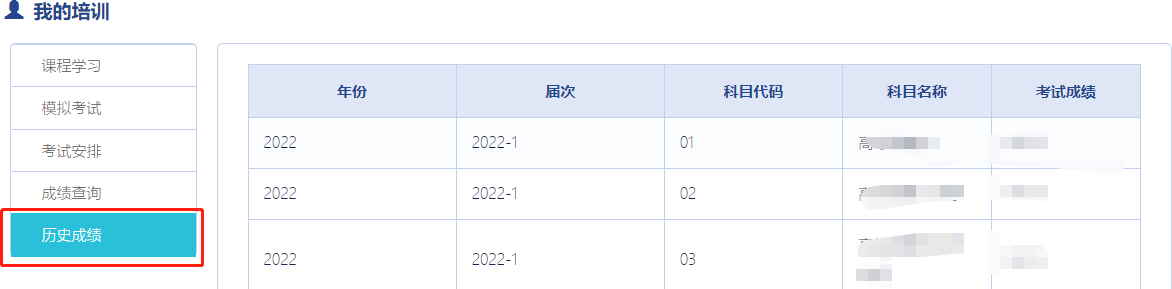 我的培训
课程学习
模拟考试
考试安排
成绩查询
历史成绩
年份 届次 科目代码 科目名称 考试成绩
2022 2022-1 01 高
2022 2022-1 02
2022 2022-1 03